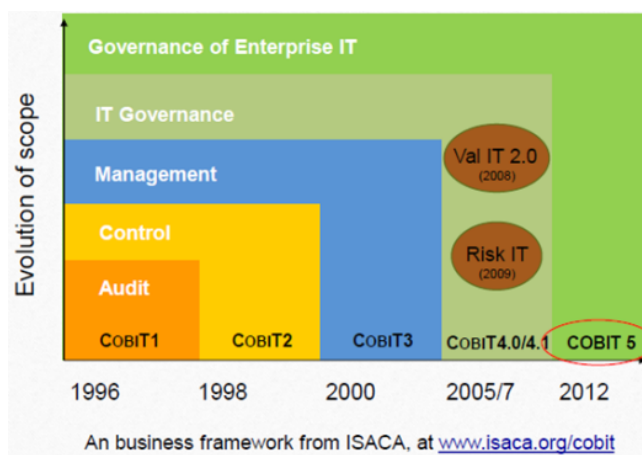 Governance of Enterprise IT
IT Governance
Val IT 2.0
(2008)
Management
Control
Risk IT
(2009)
Audit
COBIT1 COBIT2 COBIT3 COBIT4.0/4.1 COBIT 5
1996 1998 2000 2005/7 2012
Evolution of scope
An business framework from ISACA, at www.isaca.org/cobit